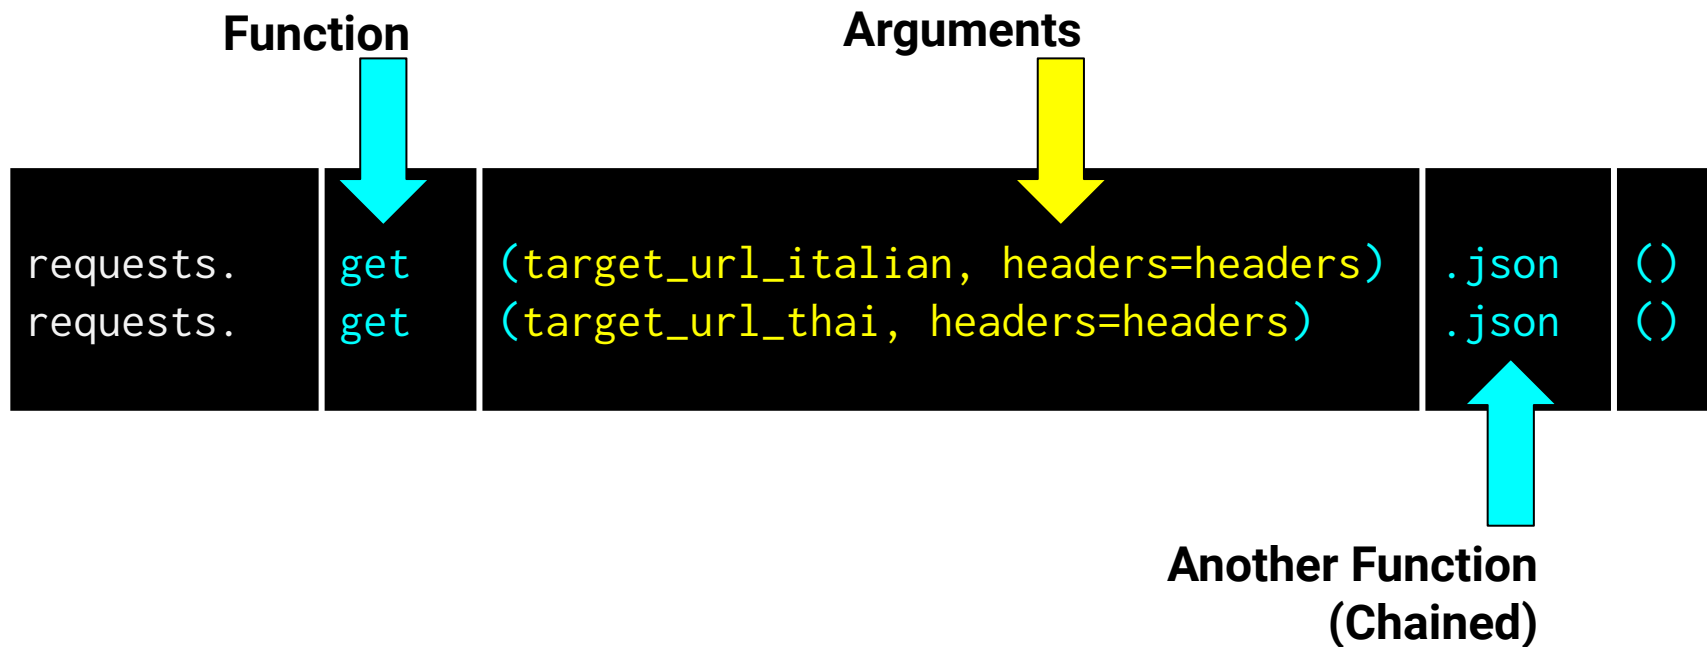 Function
Arguments
requests. get (target_url_italian, headers=headers) .json ()
requests. get (target_url_thai, headers=headers) .json ()
Another Function
(Chained)